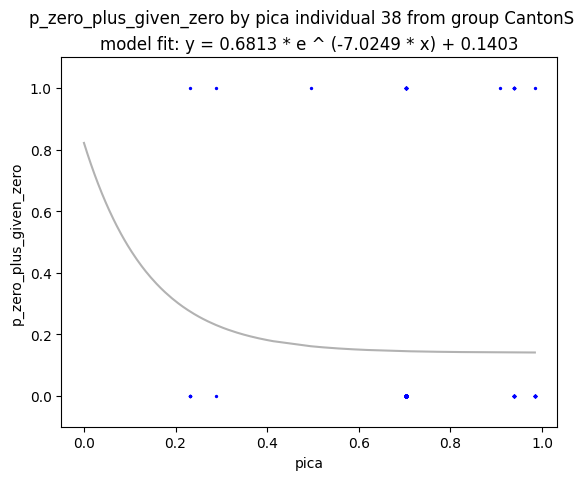 p_zero_plus_given_zero by pica individual 38 from group CantonS
model fit: y = 0.6813 * e ^ (-7.0249 * x) + 0.1403
p_zero_plus_given_zero
1.0
0.8
0.6
0.4
0.2
0.0
0.0 0.2 0.4 0.6 0.8 1.0
pica